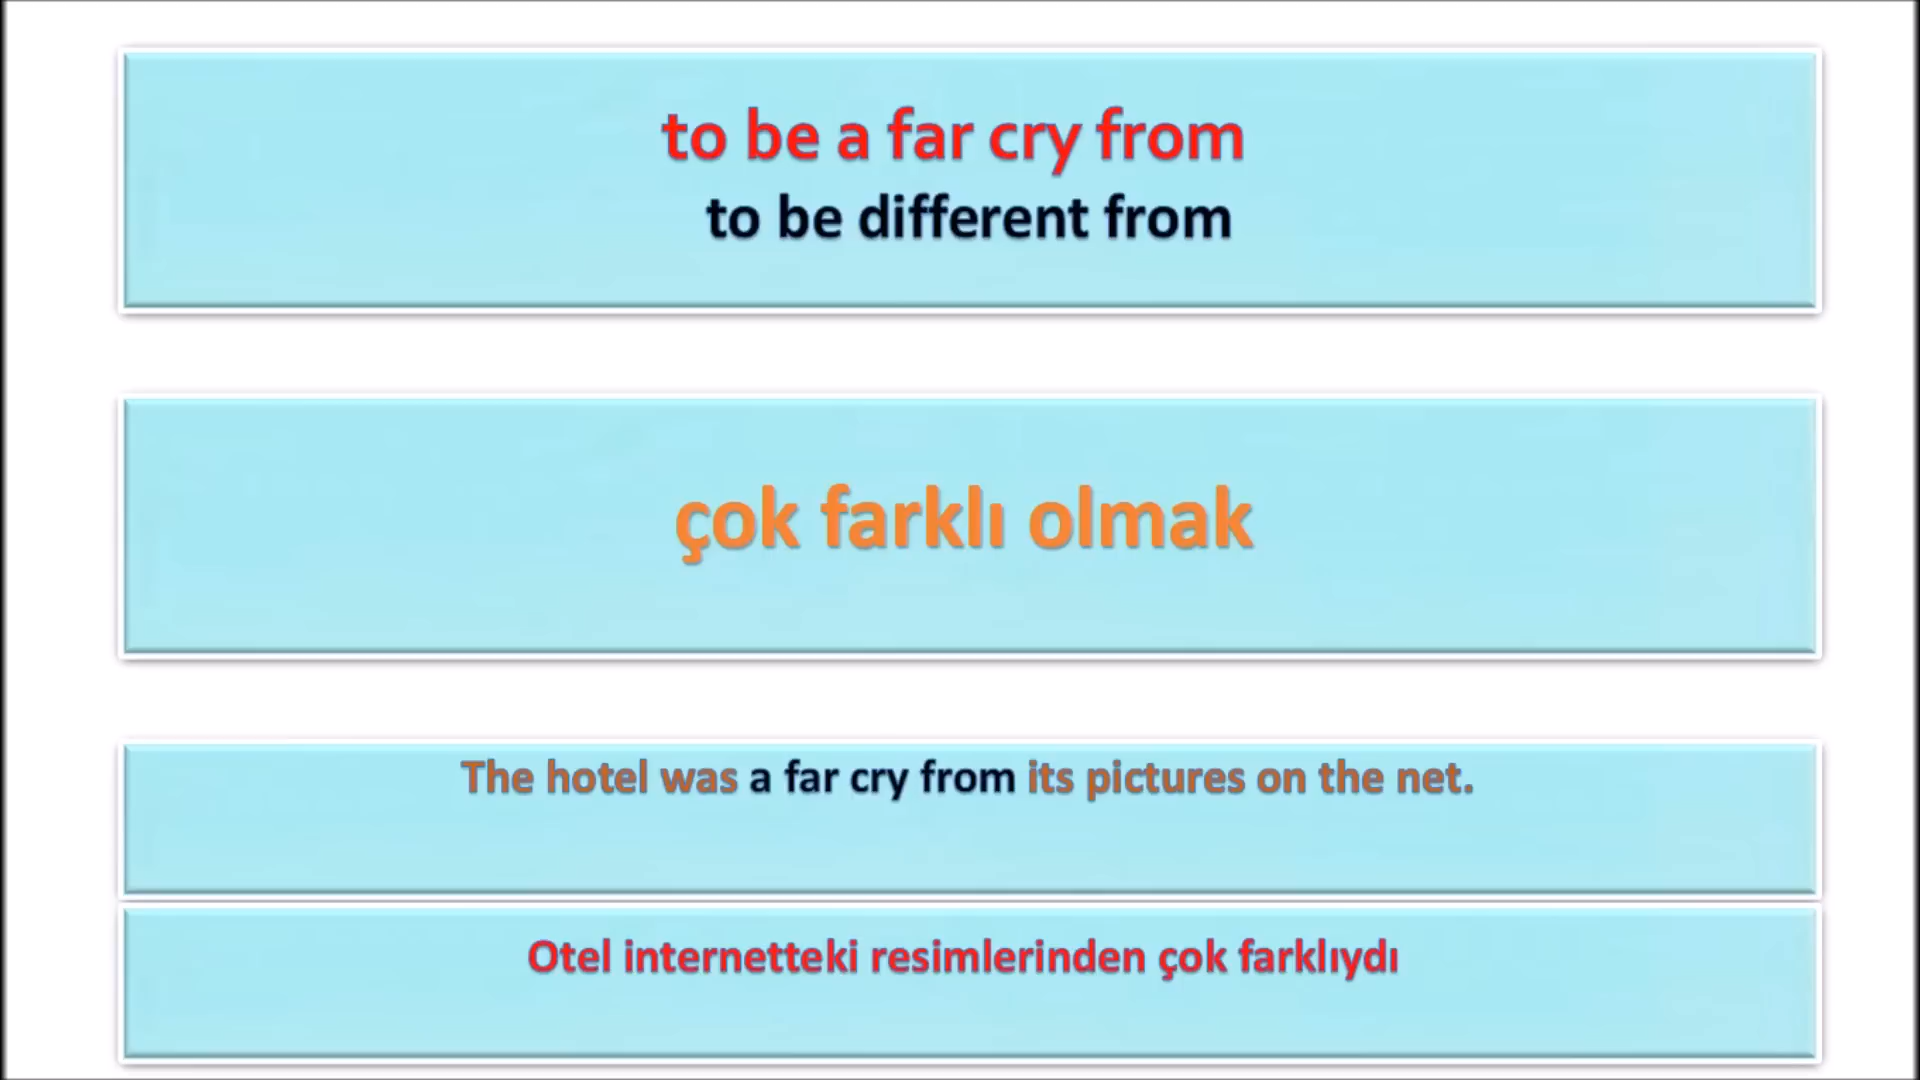 to be a far cry from
to be different from
çok farklı olmak
The hotel was a far cry from its pictures on the net.
Otel internetteki resimlerinden çok farklıydı